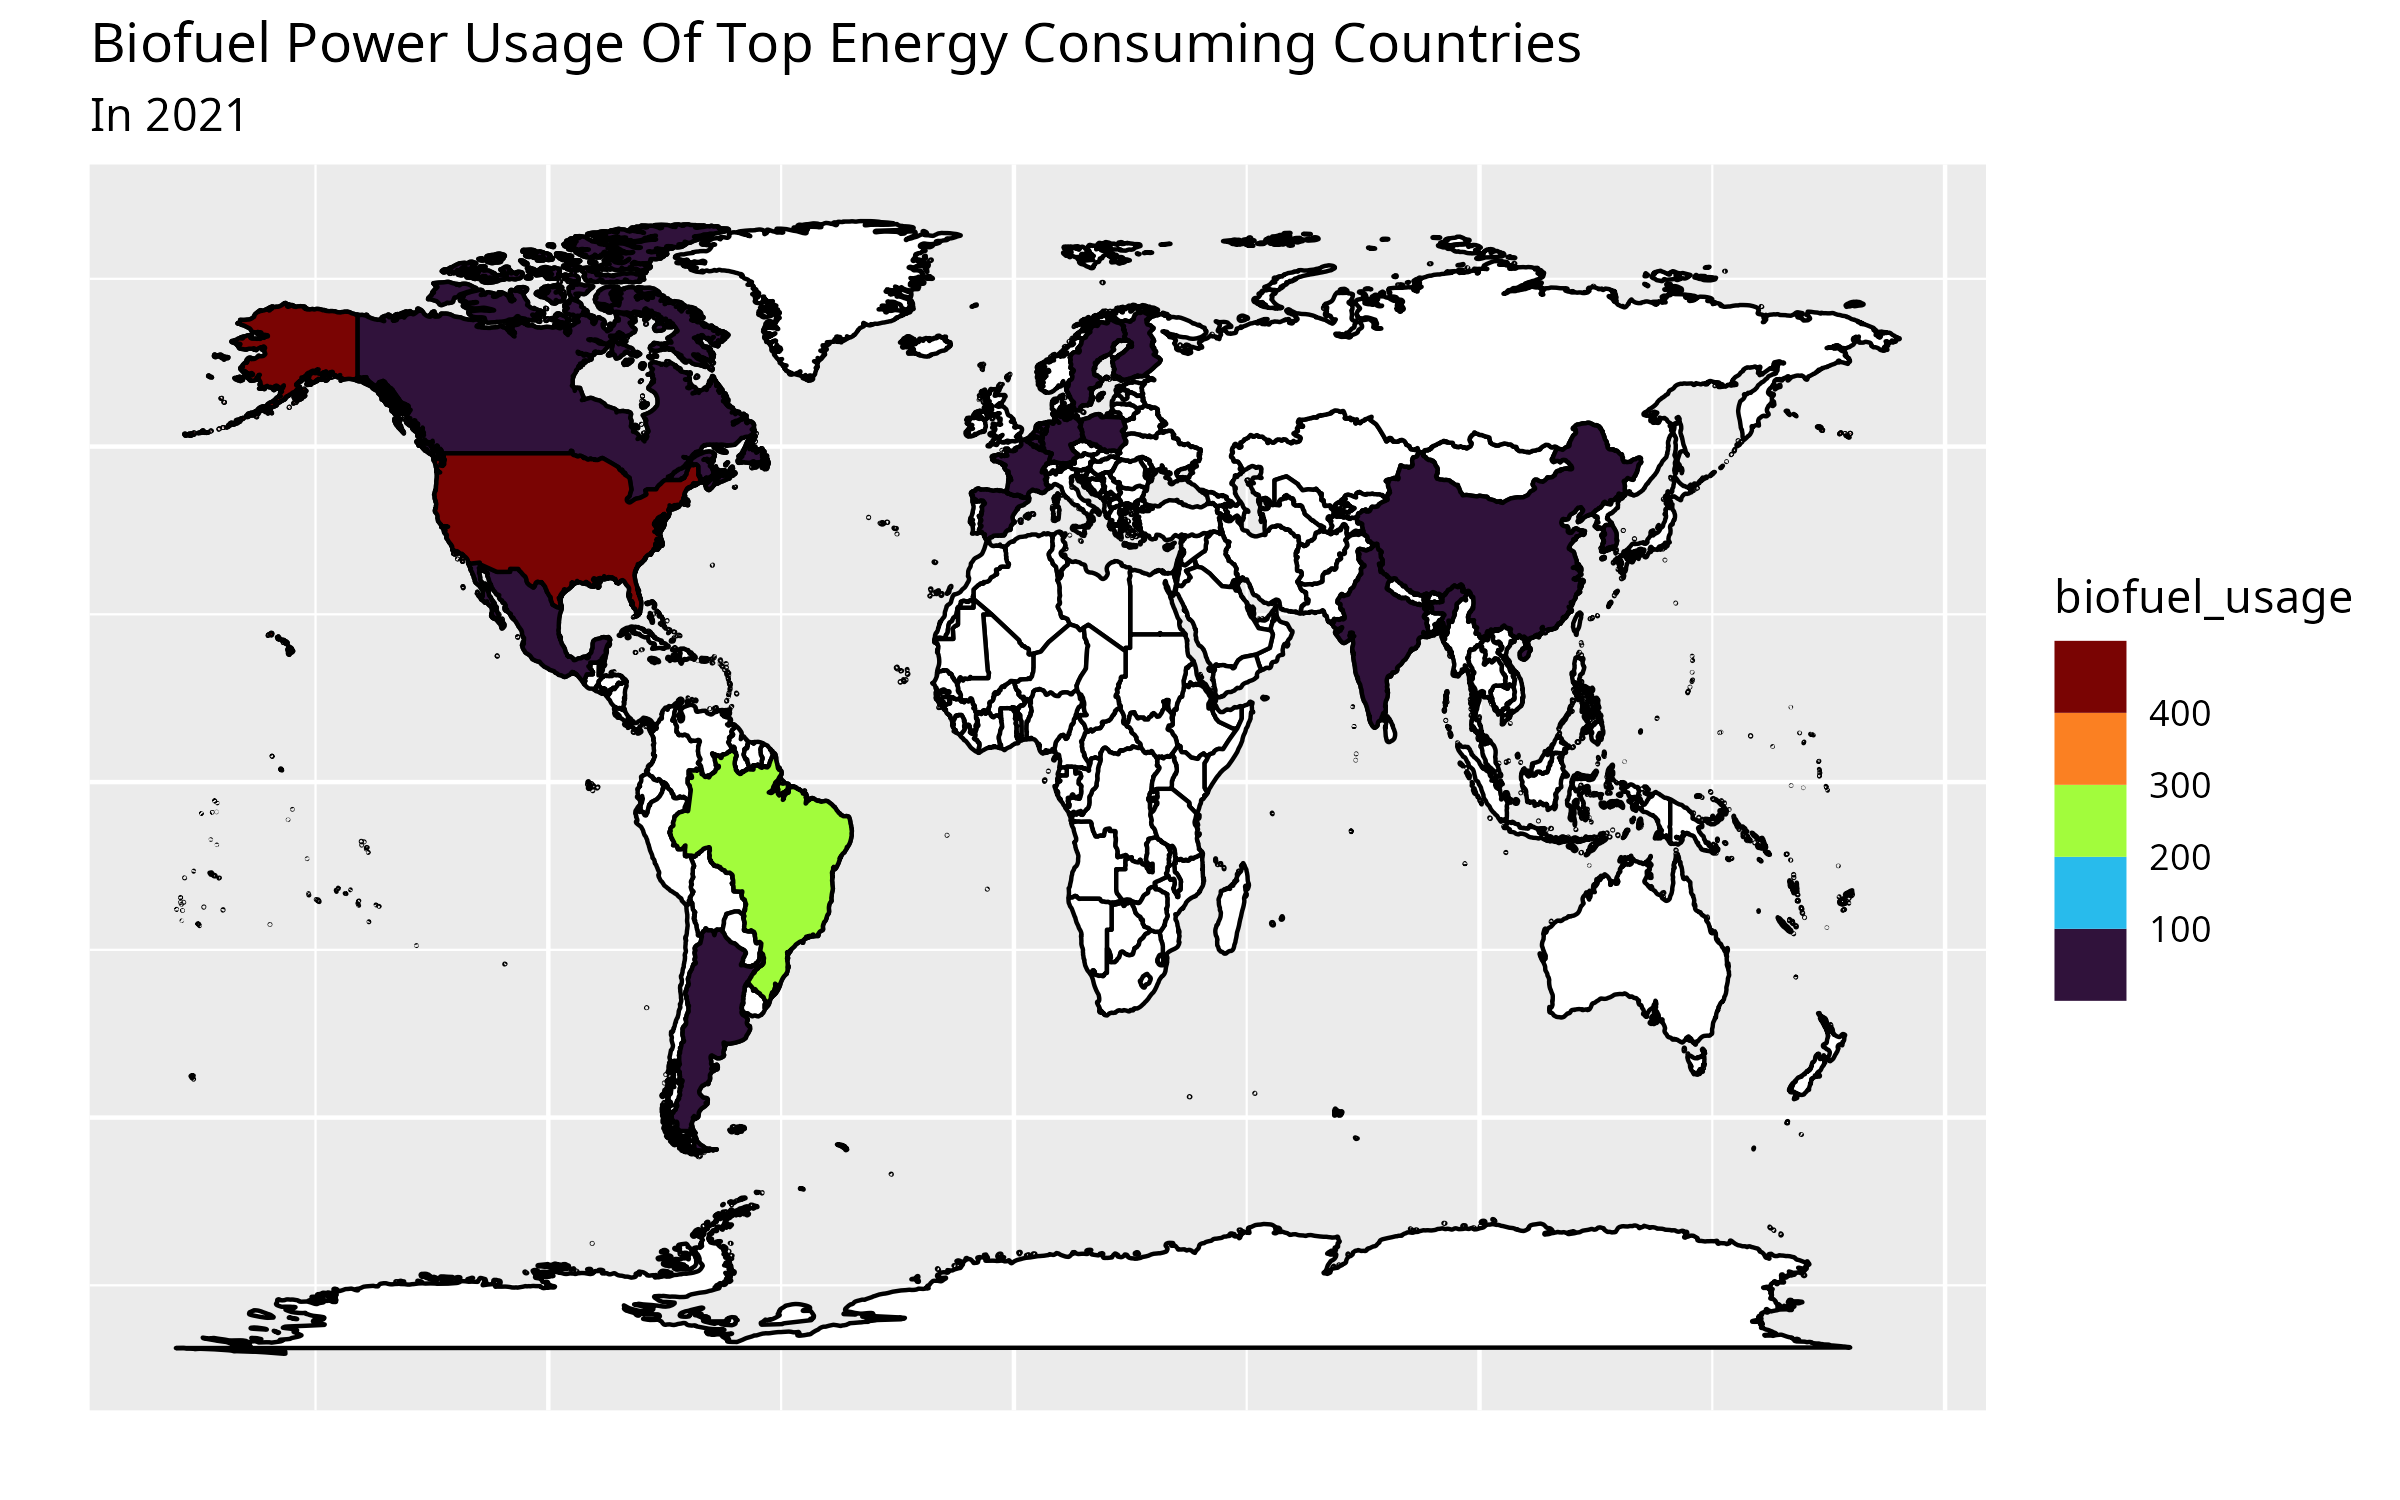 Biofuel Power Usage Of Top Energy Consuming Countries
In 2021
biofuel_usage
400
300
200
100